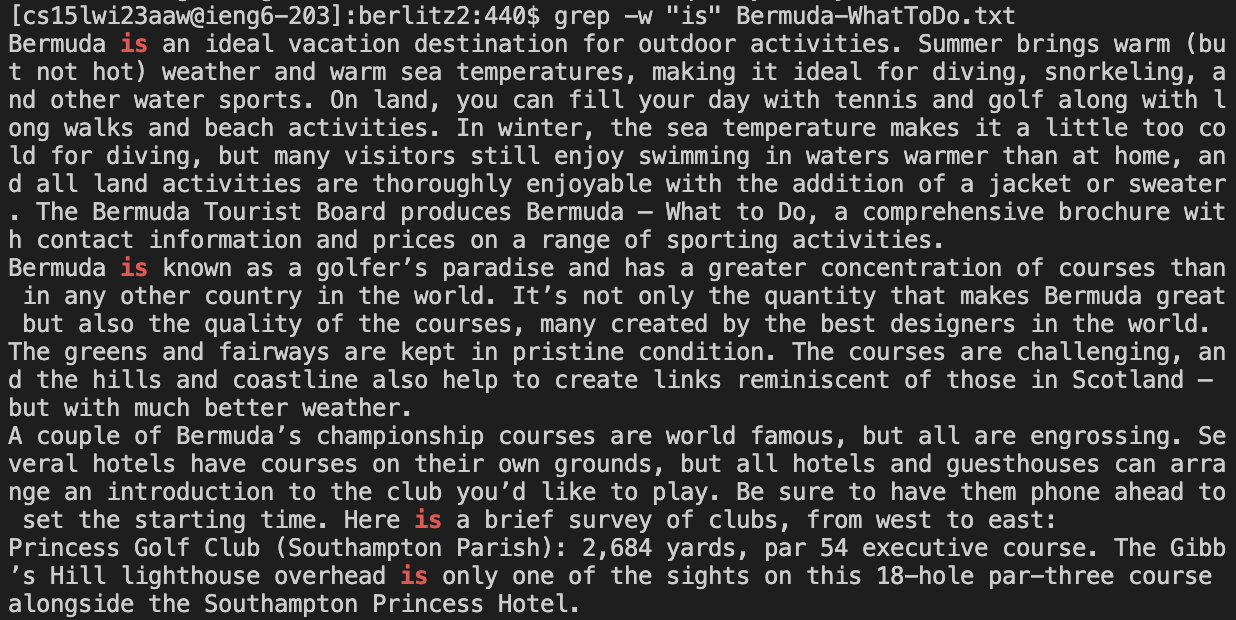 [cs15lwi23aaw@ieng6-203]:berlitz2:440$ grep -w "is" Bermuda-WhatToDo.txt
Bermuda is an ideal vacation destination for outdoor activities. Summer brings warm (bu
t not hot) weather and warm sea temperatures, making it ideal for diving, snorkeling, a
nd other water sports. On land, you can fill your day with tennis and golf along with l
ong walks and beach activities. In winter, the sea temperature makes it a little too co
ld for diving, but many visitors still enjoy swimming in waters warmer than at home, an
d all land activities are thoroughly enjoyable with the addition of a jacket or sweater
. The Bermuda Tourist Board produces Bermuda — What to Do, a comprehensive brochure wit
h contact information and prices on a range of sporting activities.
Bermuda is known as a golfer’s paradise and has a greater concentration of courses than
 in any other country in the world. It’s not only the quantity that makes Bermuda great
 but also the quality of the courses, many created by the best designers in the world.
The greens and fairways are kept in pristine condition. The courses are challenging, an
d the hills and coastline also help to create links reminiscent of those in Scotland —
but with much better weather.
A couple of Bermuda’s championship courses are world famous, but all are engrossing. Se
veral hotels have courses on their own grounds, but all hotels and guesthouses can arra
nge an introduction to the club you’d like to play. Be sure to have them phone ahead to
 set the starting time. Here is a brief survey of clubs, from west to east:
Princess Golf Club (Southampton Parish): 2,684 yards, par 54 executive course. The Gibb
’s Hill lighthouse overhead is only one of the sights on this 18-hole par-three course
alongside the Southampton Princess Hotel.